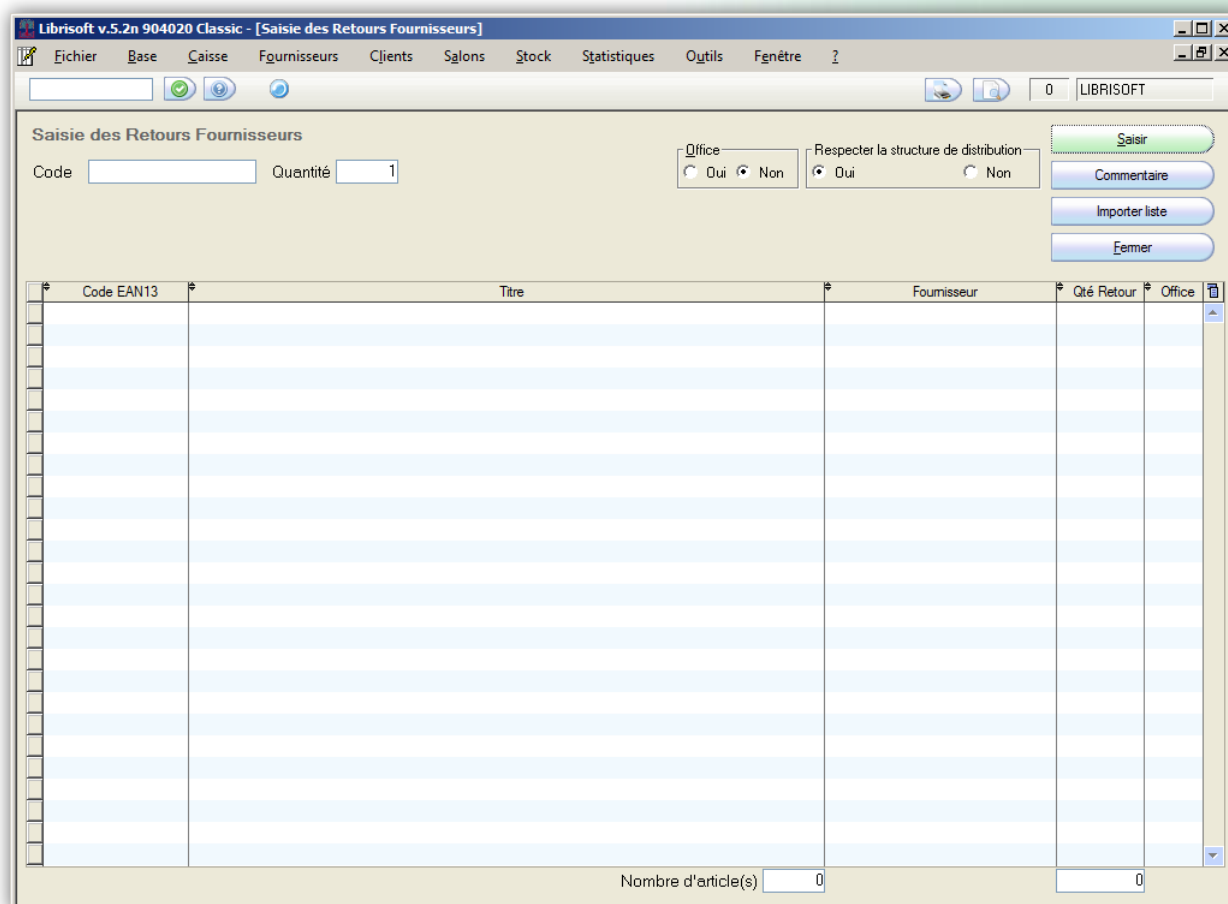 Librisoft v.5.2n 904020 Classic - [Saisie des Retours Fournisseurs]
Fichier Base Caisse Fournisseurs Clients Salons Stock Statistiques Outils Fenêtre ?
0 LIBRISOFT
Saisie des Retours Fournisseurs
Saisir
Office Respecter la structure de distribution
Code Quantité 1 Oui Non Oui Non
Commentaire
Importer liste
Fermer
Code EAN13 Titre Fournisseur Qté Retour Office
Nombre d'article(s) 0 0